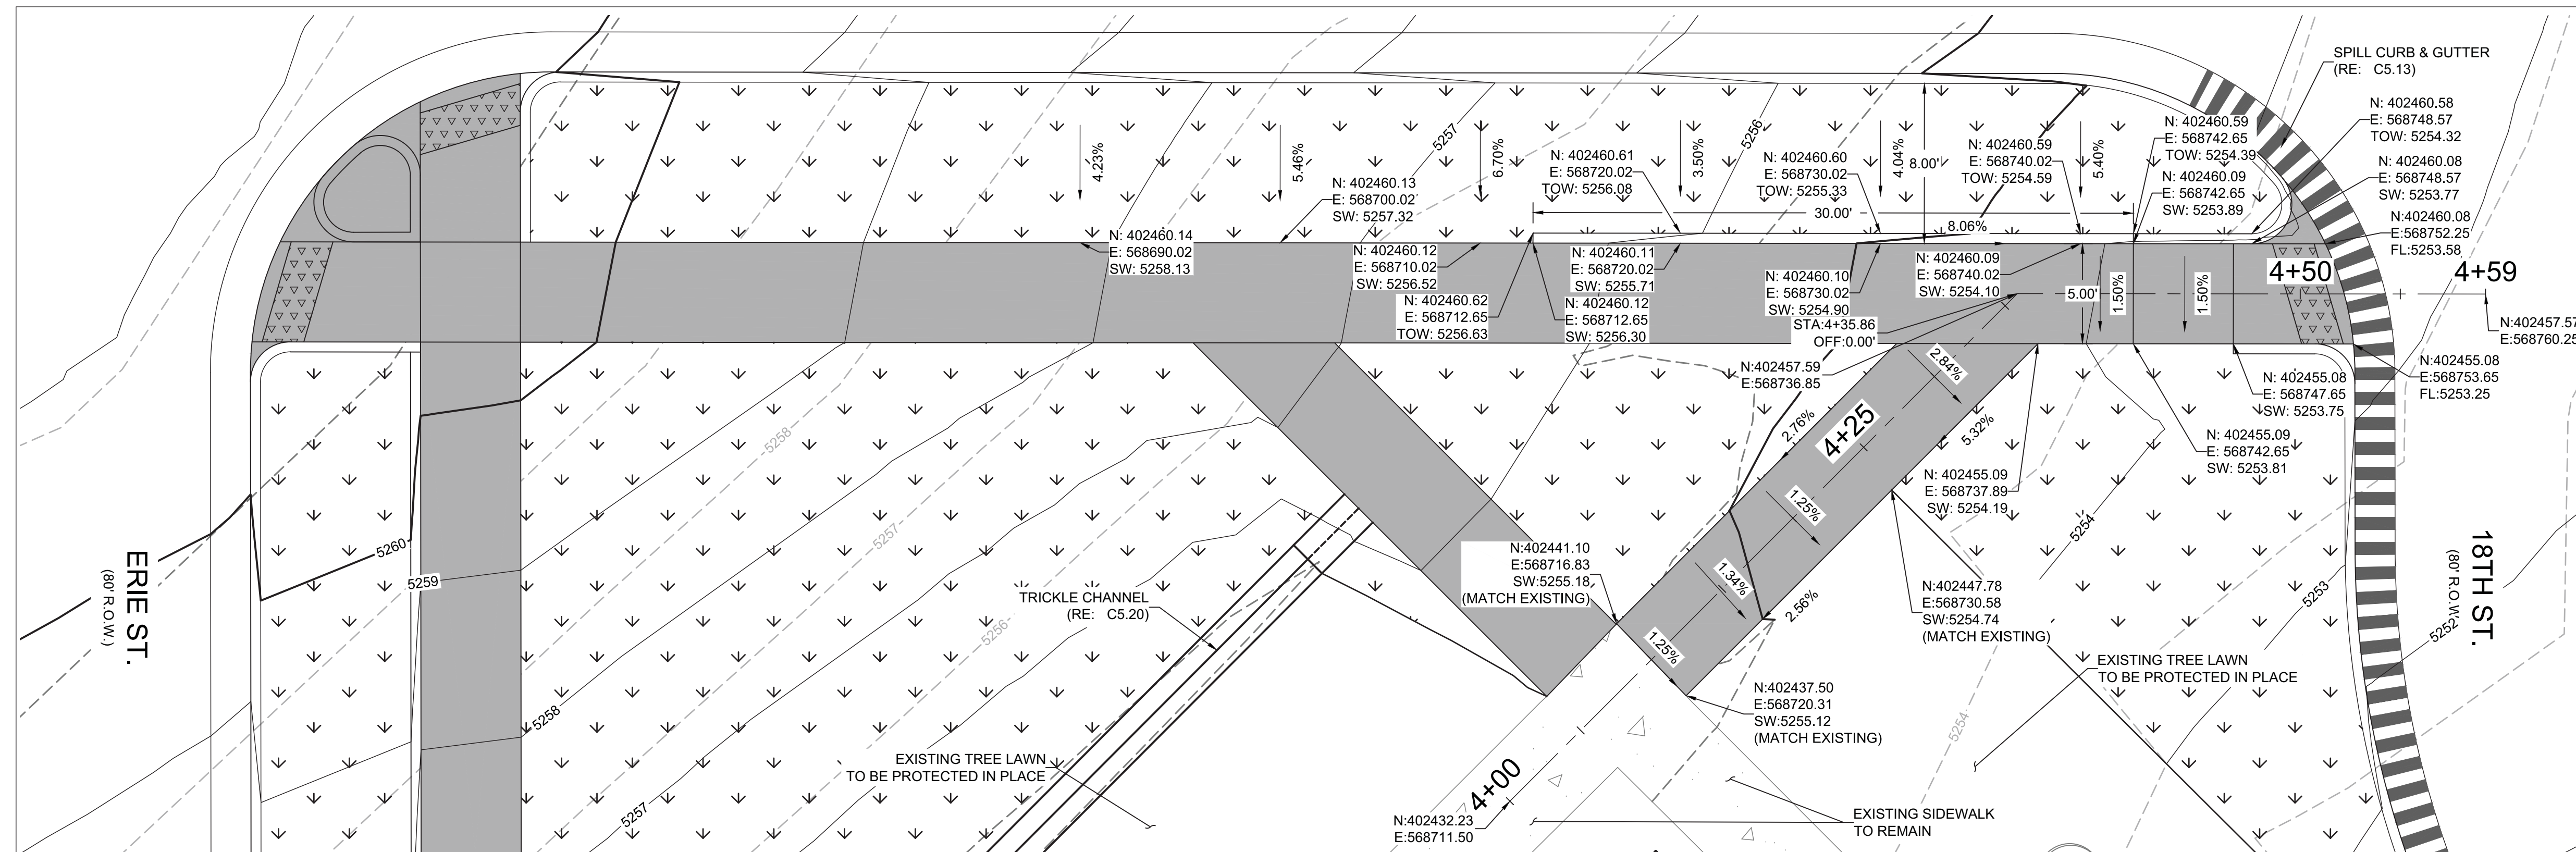 SPILL CURB & GUTTER
(RE: C5.13)
N: 402460.58
E: 568748.57
TOW: 5254.32
N: 402460.59
E: 568742.65
TOW: 5254.39
N: 402460.08
E: 568748.57
SW: 5253.77
N: 402460.09
E: 568742.65
SW: 5253.89
N:402460.08
E:568752.25
FL:5253.58
N: 402460.59
E: 568740.02
TOW: 5254.59
N: 402460.60
E: 568730.02
TOW: 5255.33
N: 402460.61
E: 568720.02
TOW: 5256.08
N: 402460.13
E: 568700.02
SW: 5257.32
N: 402460.14
E: 568690.02
SW: 5258.13
4.23%
5.46%
6.70%
3.50%
4.04%
5.40%
5257
5256
8.00'
30.00'
8.06%
N: 402460.12
E: 568710.02
SW: 5256.52
N: 402460.62
E: 568712.65
TOW: 5256.63
N: 402460.11
E: 568720.02
SW: 5255.71
N: 402460.12
E: 568712.65
SW: 5256.30
N: 402460.10
E: 568730.02
SW: 5254.90
STA:4+35.86
OFF:0.00'
N: 402460.09
E: 568740.02
SW: 5254.10
5.00'
1.50%
1.50%
4+50
4+59
N:402457.57
E:568760.25
N:402457.59
E:568736.85
N:402455.08
E:568753.65
FL:5253.25
N: 402455.08
E: 568747.65
SW: 5253.75
N: 402455.09
E: 568742.65
SW: 5253.81
N: 402455.09
E: 568737.89
SW: 5254.19
2.84%
2.76%
4+25
5.32%
1.25%
1.34%
2.56%
1.25%
N:402441.10
E:568716.83
SW:5255.18
(MATCH EXISTING)
N:402447.78
E:568730.58
SW:5254.74
(MATCH EXISTING)
N:402437.50
E:568720.31
SW:5255.12
(MATCH EXISTING)
EXISTING TREE LAWN
TO BE PROTECTED IN PLACE
EXISTING SIDEWALK
TO REMAIN
4+00
N:402432.23
E:568711.50
TRICKLE CHANNEL
(RE: C5.20)
EXISTING TREE LAWN
TO BE PROTECTED IN PLACE
ERIE ST.
(80' R.O.W.)
18TH ST.
(80' R.O.W.)
5260
5259
5258
5257
5258
5257
5256
5254
5254
5253
5252